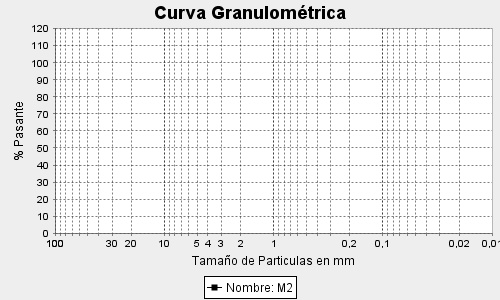 Curva Granulométrica
120
110
100
90
80
70
60
50
40
30
20
10
0
% Pasante
100 30 20 10 5 4 3 2 1 0,2 0,1 0,02 0,01
Tamaño de Particulas en mm
Nombre: M2